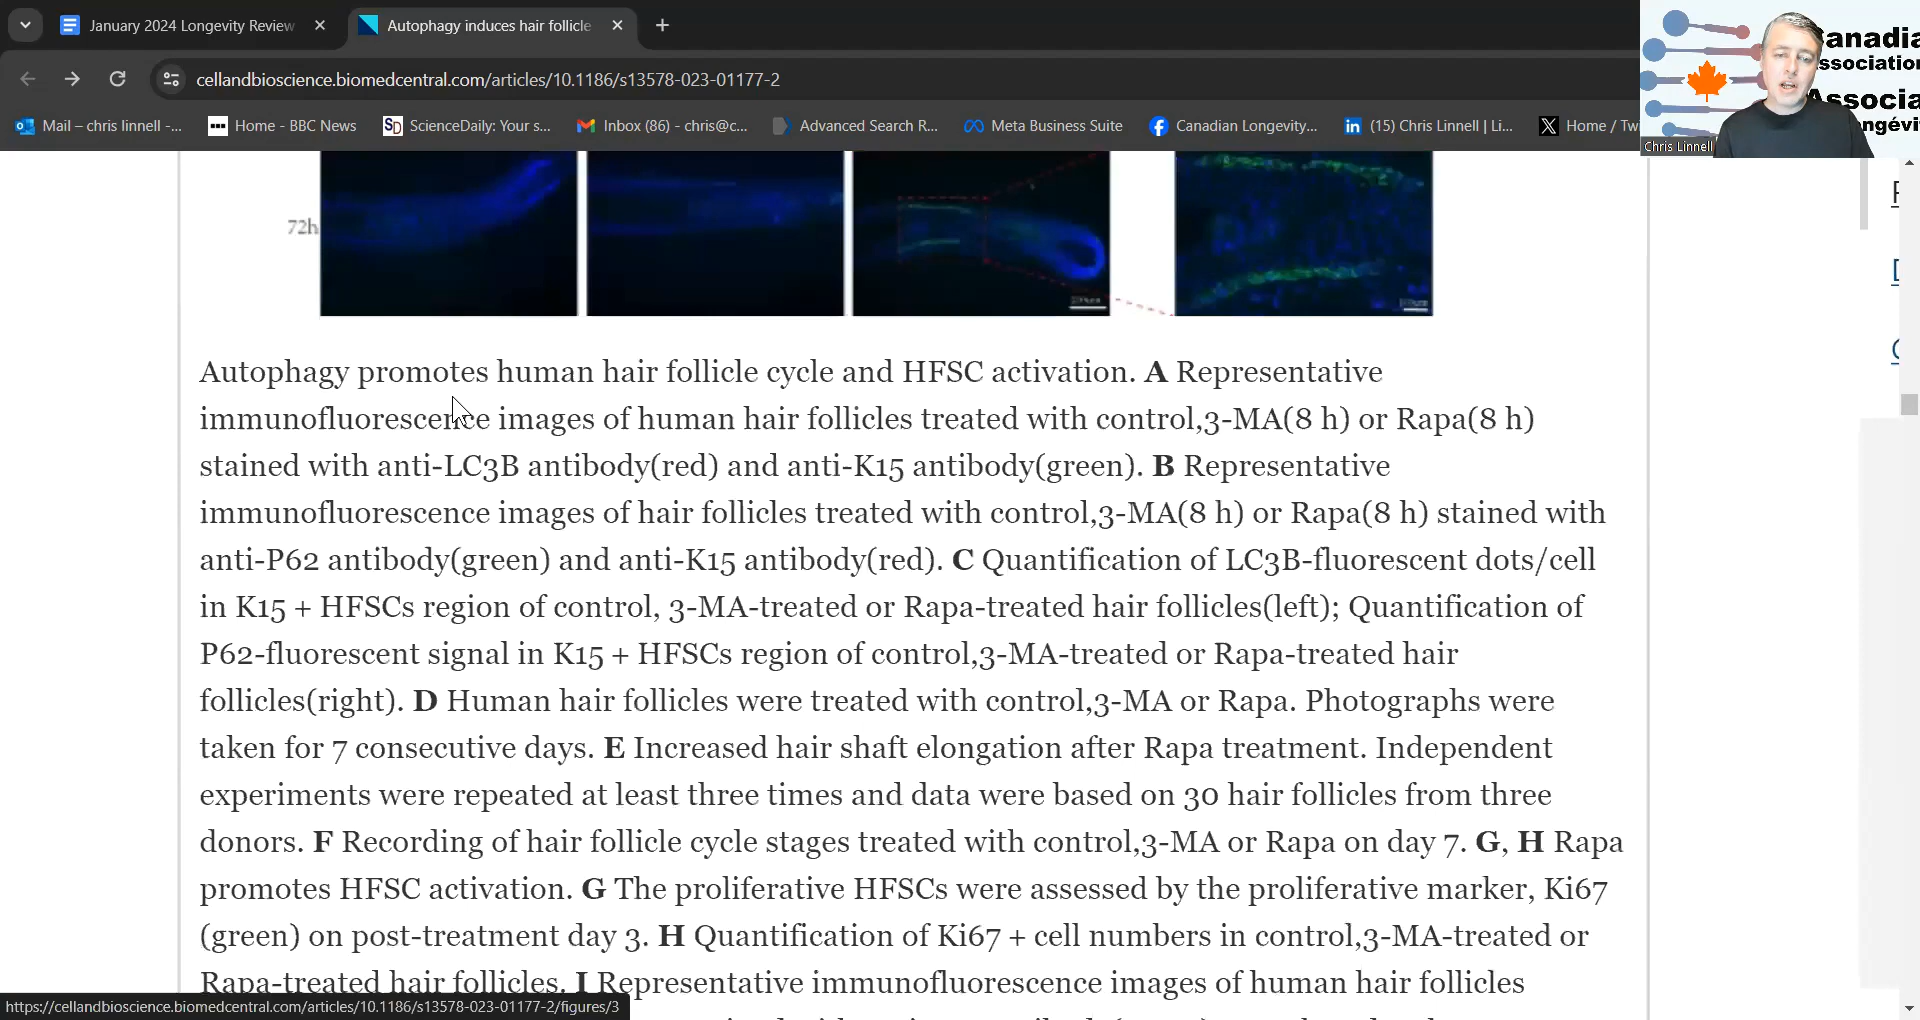 January 2024 Longevity Review
Autophagy induces hair follicle
cellandbioscience.biomedcentral.com/articles/10.1186/s13578-023-01177-2
Mail – chris linnell -...
Home - BBC News
SD
ScienceDaily: Your s...
Inbox (86) - chris@c...
Advanced Search R...
Meta Business Suite
Canadian Longevity...
(15) Chris Linnell | Li...
Home / Twi
anadia
ssociation
Associa
ongévi
Chris Linnell
72h
Autophagy promotes human hair follicle cycle and HFSC activation. A Representative
immunofluorescence images of human hair follicles treated with control,3-MA(8 h) or Rapa(8 h)
stained with anti-LC3B antibody(red) and anti-K15 antibody(green). B Representative
immunofluorescence images of hair follicles treated with control,3-MA(8 h) or Rapa(8 h) stained with
anti-P62 antibody(green) and anti-K15 antibody(red). C Quantification of LC3B-fluorescent dots/cell
in K15 + HFSCs region of control, 3-MA-treated or Rapa-treated hair follicles(left); Quantification of
P62-fluorescent signal in K15 + HFSCs region of control,3-MA-treated or Rapa-treated hair
follicles(right). D Human hair follicles were treated with control,3-MA or Rapa. Photographs were
taken for 7 consecutive days. E Increased hair shaft elongation after Rapa treatment. Independent
experiments were repeated at least three times and data were based on 30 hair follicles from three
donors. F Recording of hair follicle cycle stages treated with control,3-MA or Rapa on day 7. G, H Rapa
promotes HFSC activation. G The proliferative HFSCs were assessed by the proliferative marker, Ki67
(green) on post-treatment day 3. H Quantification of Ki67 + cell numbers in control,3-MA-treated or
Rapa-treated hair follicles. I Representative immunofluorescence images of human hair follicles
https://cellandbioscience.biomedcentral.com/articles/10.1186/s13578-023-01177-2/figures/3